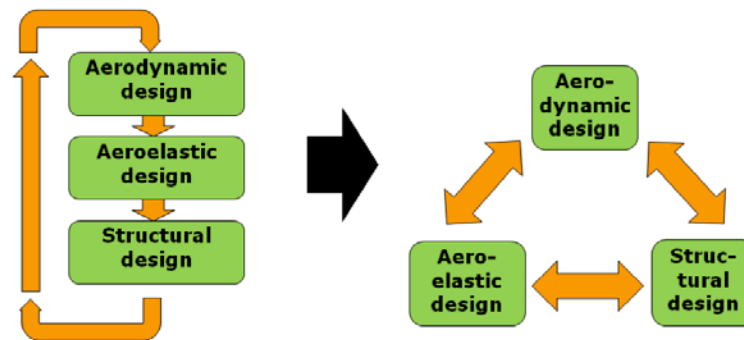 Aerodynamic
design
Aeroelastic
design
Structural
design
Aero-
dynamic
design
Aero-
elastic
design
Struc-
tural
design